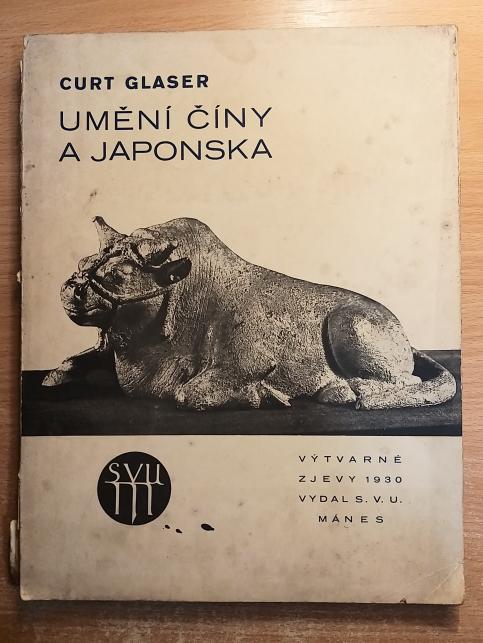 CURT GLASER
UMĚNÍ ČÍNY
A JAPONSKA
svu
m
VÝTVARNÉ
ZJEVY 1930
VYDAL S. V. U.
MÁNES